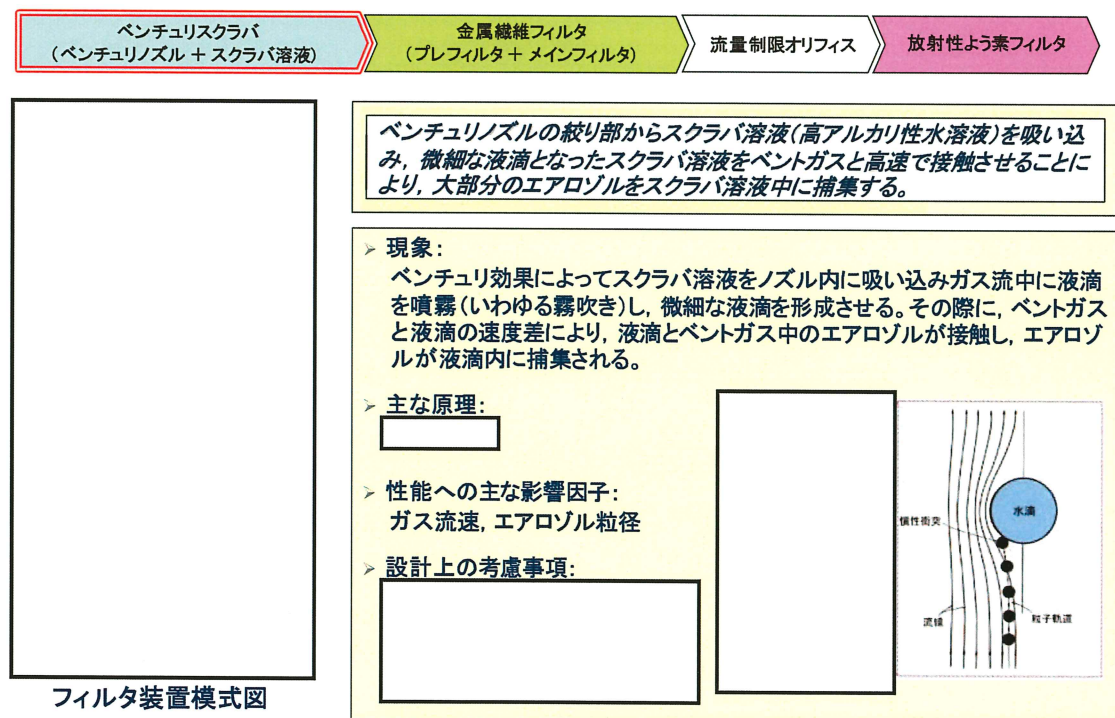 ベンチュリスクラバ
(ベンチュリノズル + スクラバ溶液)
金属繊維フィルタ
(プレフィルタ+ メインフィルタ)
流量制限オリフィス
放射性よう素フィルタ
ベンチュリノズルの絞り部からスクラバ溶液(高アルカリ性水溶液)を吸い込
み, 微細な液滴となったスクラバ溶液をベントガスと高速で接触させることに
より, 大部分のエアロゾルをスクラバ溶液中に捕集する。
➢ 現象:
ベンチュリ効果によってスクラバ溶液をノズル内に吸い込みガス流中に液滴
を噴霧(いわゆる霧吹き)し, 微細な液滴を形成させる。その際に, ベントガス
と液滴の速度差により, 液滴とベントガス中のエアロゾルが接触し, エアロゾ
ルが液滴内に捕集される。
➢ 主な原理:
➢ 性能への主な影響因子:
ガス流速, エアロゾル粒径
➢ 設計上の考慮事項:
水滴
慣性衝突
流線
粒子軌道
フィルタ装置模式図